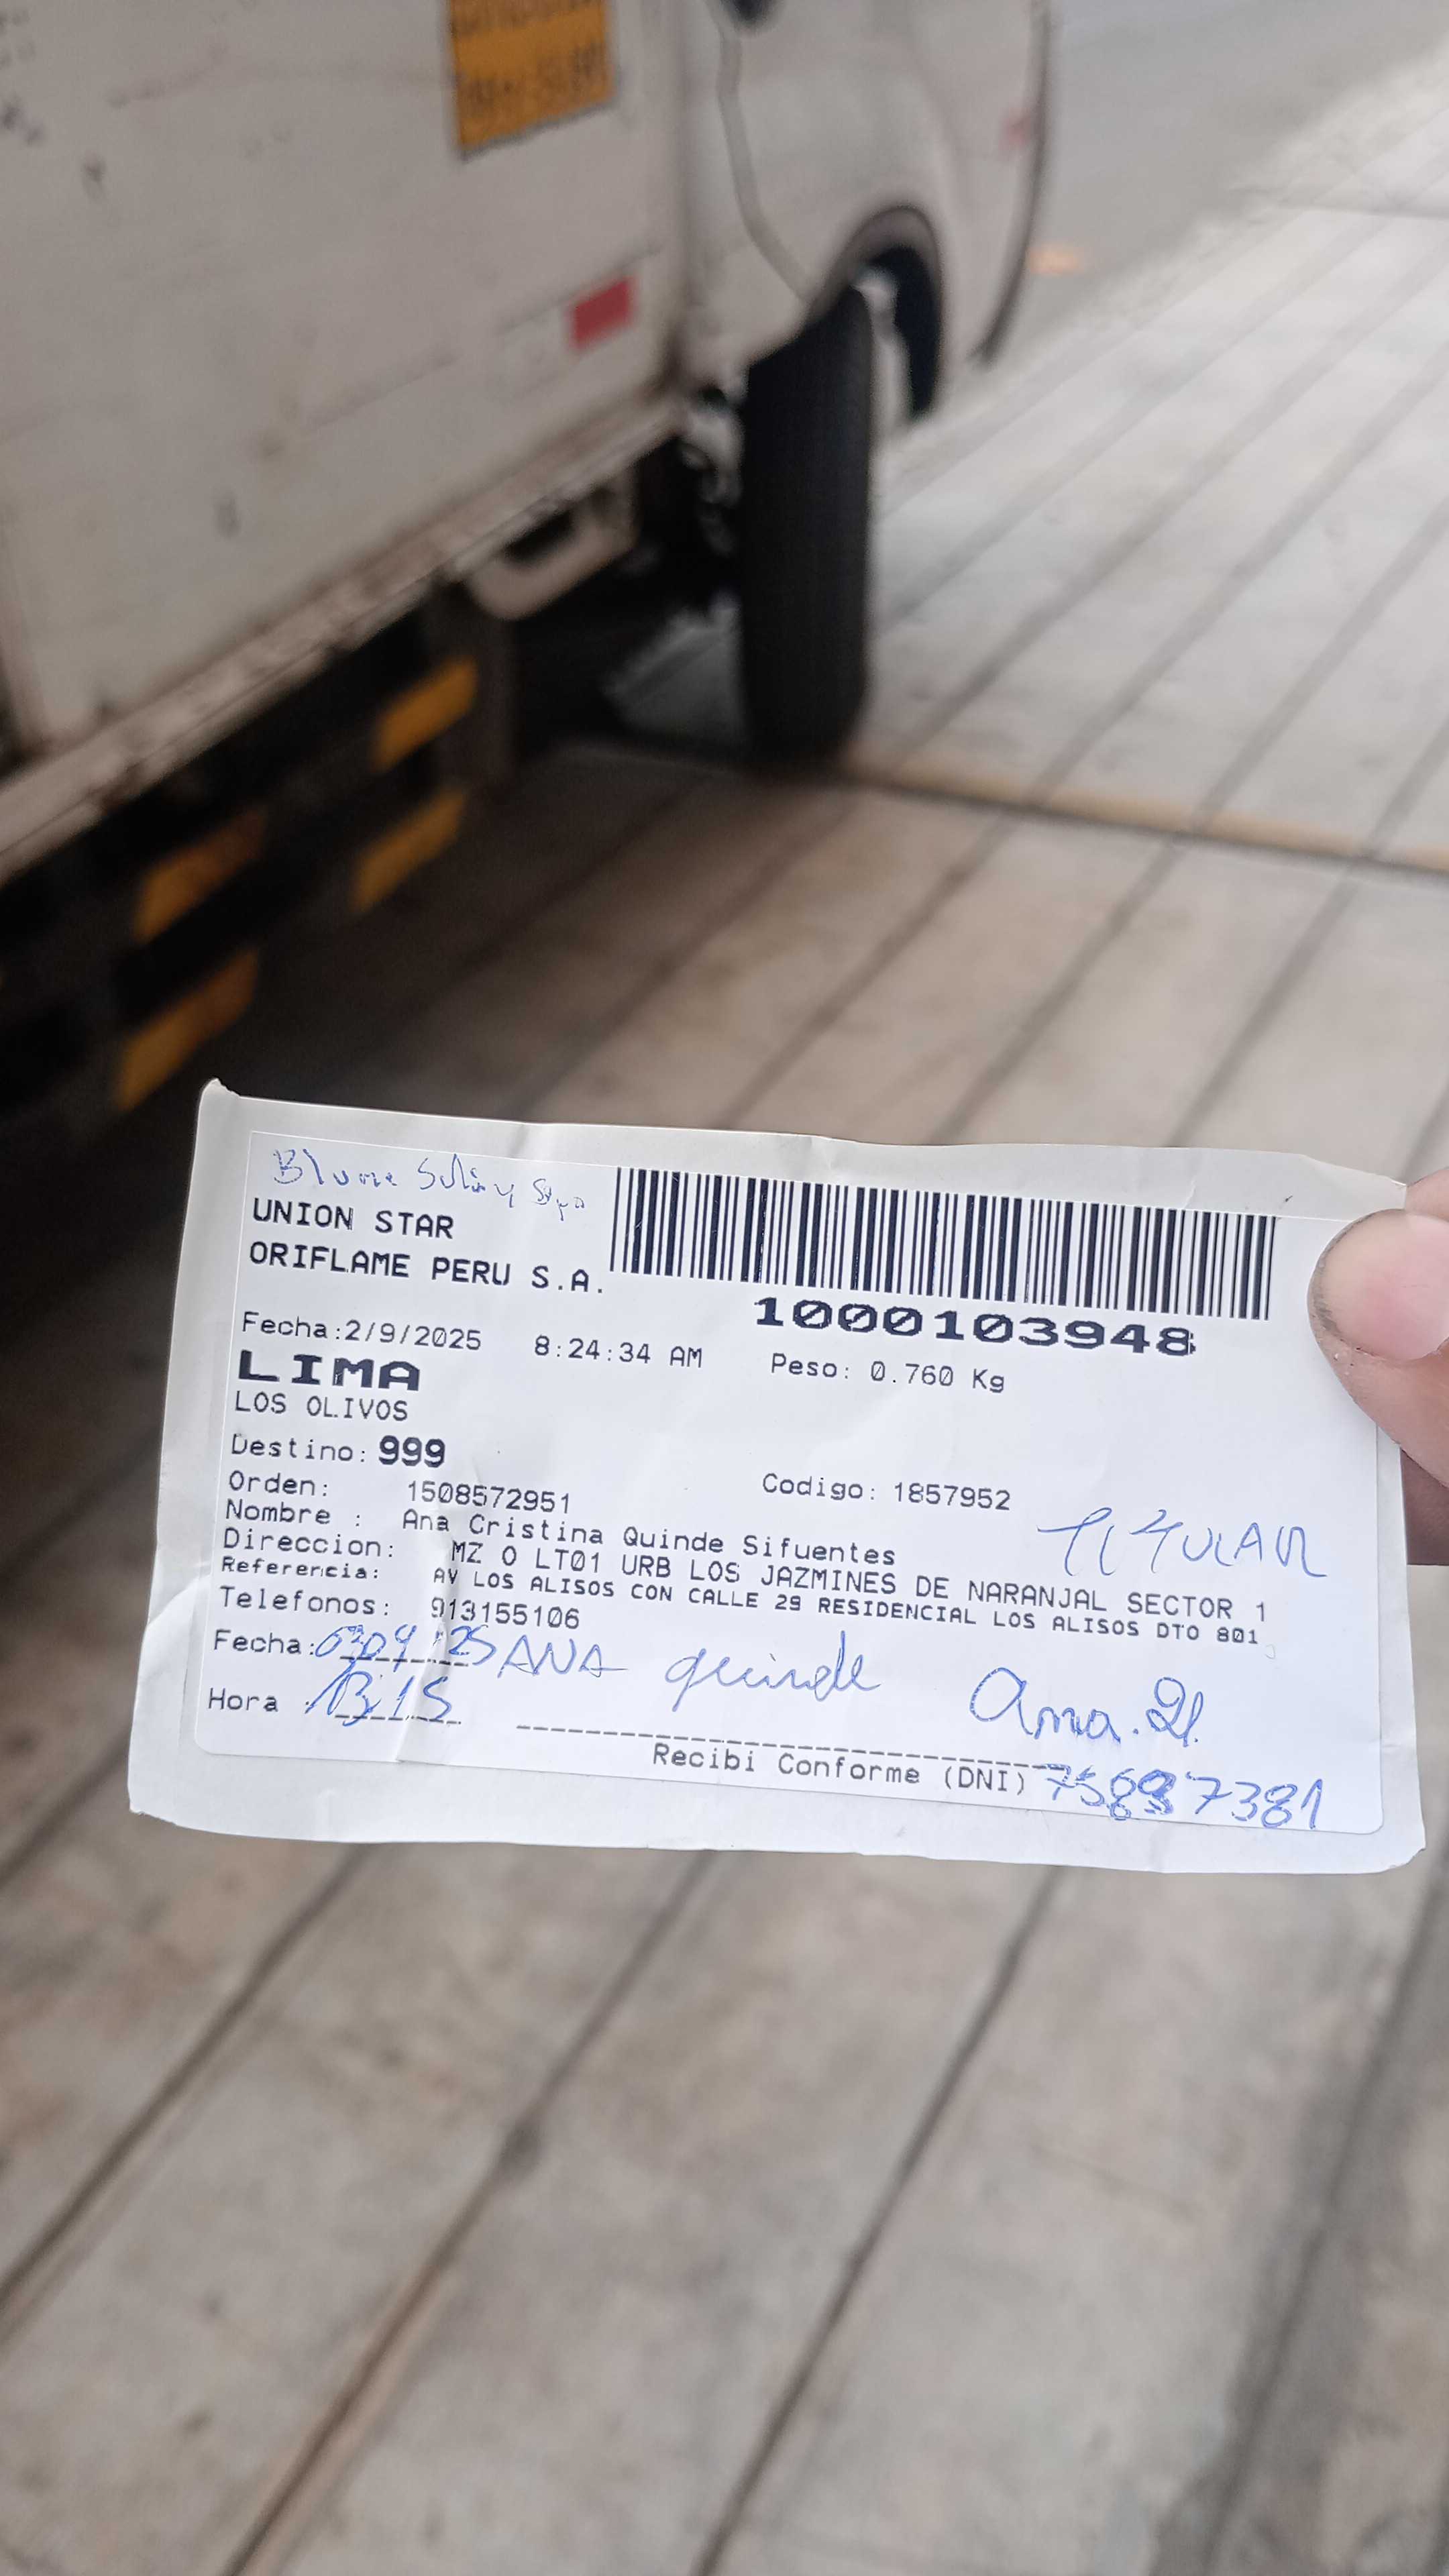 UNION STAR
ORIFLAME PERU S.A.
1000103948
Fecha:2/9/2025 8:24:34 AM Peso: 0.760 Kg
LIMA
LOS OLIVOS
Destino: 999
Orden: 1508572951 Codigo: 1857952
Nombre : Ana Cristina Quinde Sifuentes TITULAR
Direccion: MZ O LT01 URB LOS JAZMINES DE NARANJAL SECTOR 1
Referencia: AV LOS ALISOS CON CALLE 29 RESIDENCIAL LOS ALISOS DTO 801
Telefonos: 913155106
Fecha: ANA quinde
Hora 13:15 Ana.
Recibi Conforme (DNI)